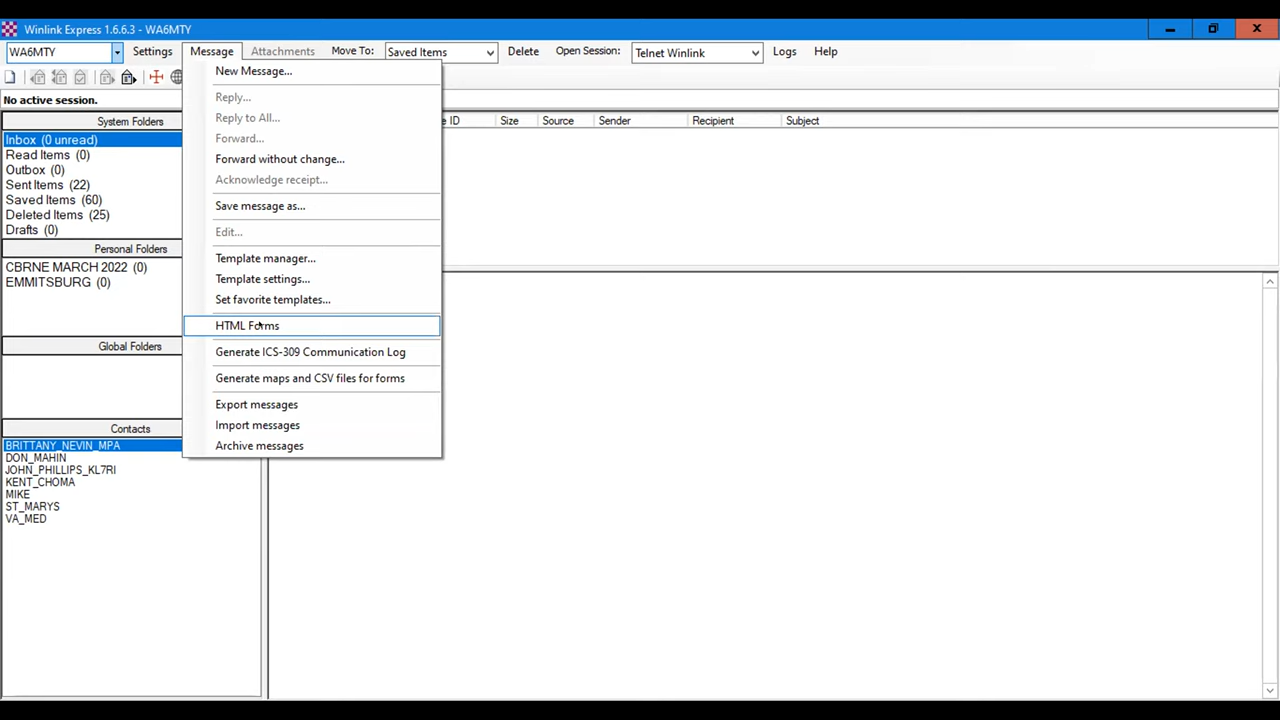 Winlink Express 1.6.6.3 - WA6MTY
WA6MTY Settings Message Attachments Move To: Saved Items Delete Open Session: Telnet Winlink Logs Help
No active session.
System Folders
Inbox (0 unread)
Read Items (0)
Outbox (0)
Sent Items (22)
Saved Items (60)
Deleted Items (25)
Drafts (0)
Personal Folders
CBRNE MARCH 2022 (0)
EMMITSBURG (0)
Global Folders
Contacts
BRITTANY_NEVIN_MPA
DON_MAHIN
JOHN_PHILLIPS_KL7RI
KENT_CHOMA
MIKE
ST_MARYS
VA_MED
New Message...
Reply...
Reply to All...
Forward...
Forward without change...
Acknowledge receipt...
Save message as...
Edit...
Template manager...
Template settings...
Set favorite templates...
HTML Forms
Generate ICS-309 Communication Log
Generate maps and CSV files for forms
Export messages
Import messages
Archive messages
ID Size Source Sender Recipient Subject